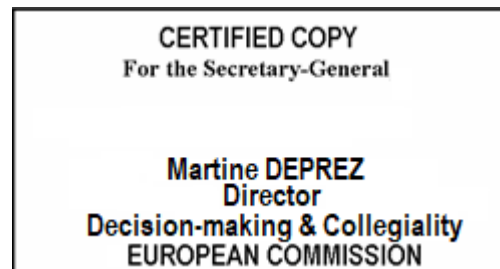 CERTIFIED COPY
For the Secretary-General
Martine DEPREZ
Director
Decision-making & Collegiality
EUROPEAN COMMISSION